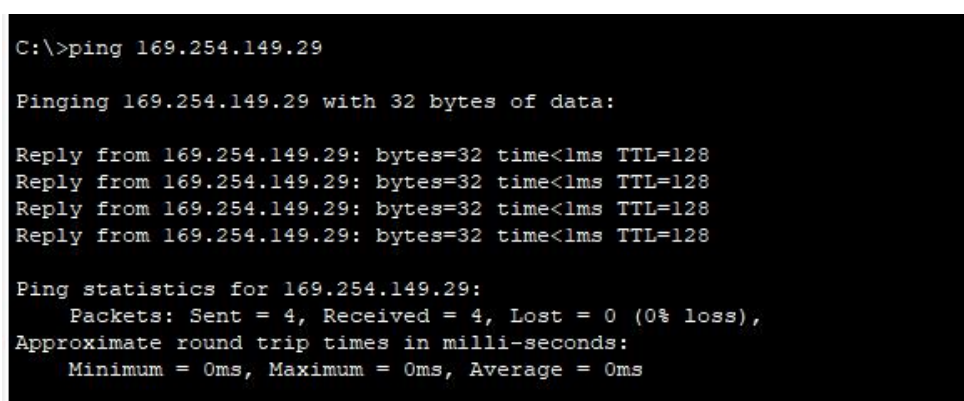 C:\>ping 169.254.149.29
Pinging 169.254.149.29 with 32 bytes of data:
Reply from 169.254.149.29: bytes=32 time<1ms TTL=128
Reply from 169.254.149.29: bytes=32 time<1ms TTL=128
Reply from 169.254.149.29: bytes=32 time<1ms TTL=128
Reply from 169.254.149.29: bytes=32 time<1ms TTL=128
Ping statistics for 169.254.149.29:
Packets: Sent = 4, Received = 4, Lost = 0 (0% loss),
Approximate round trip times in milli-seconds:
Minimum = 0ms, Maximum = 0ms, Average = 0ms